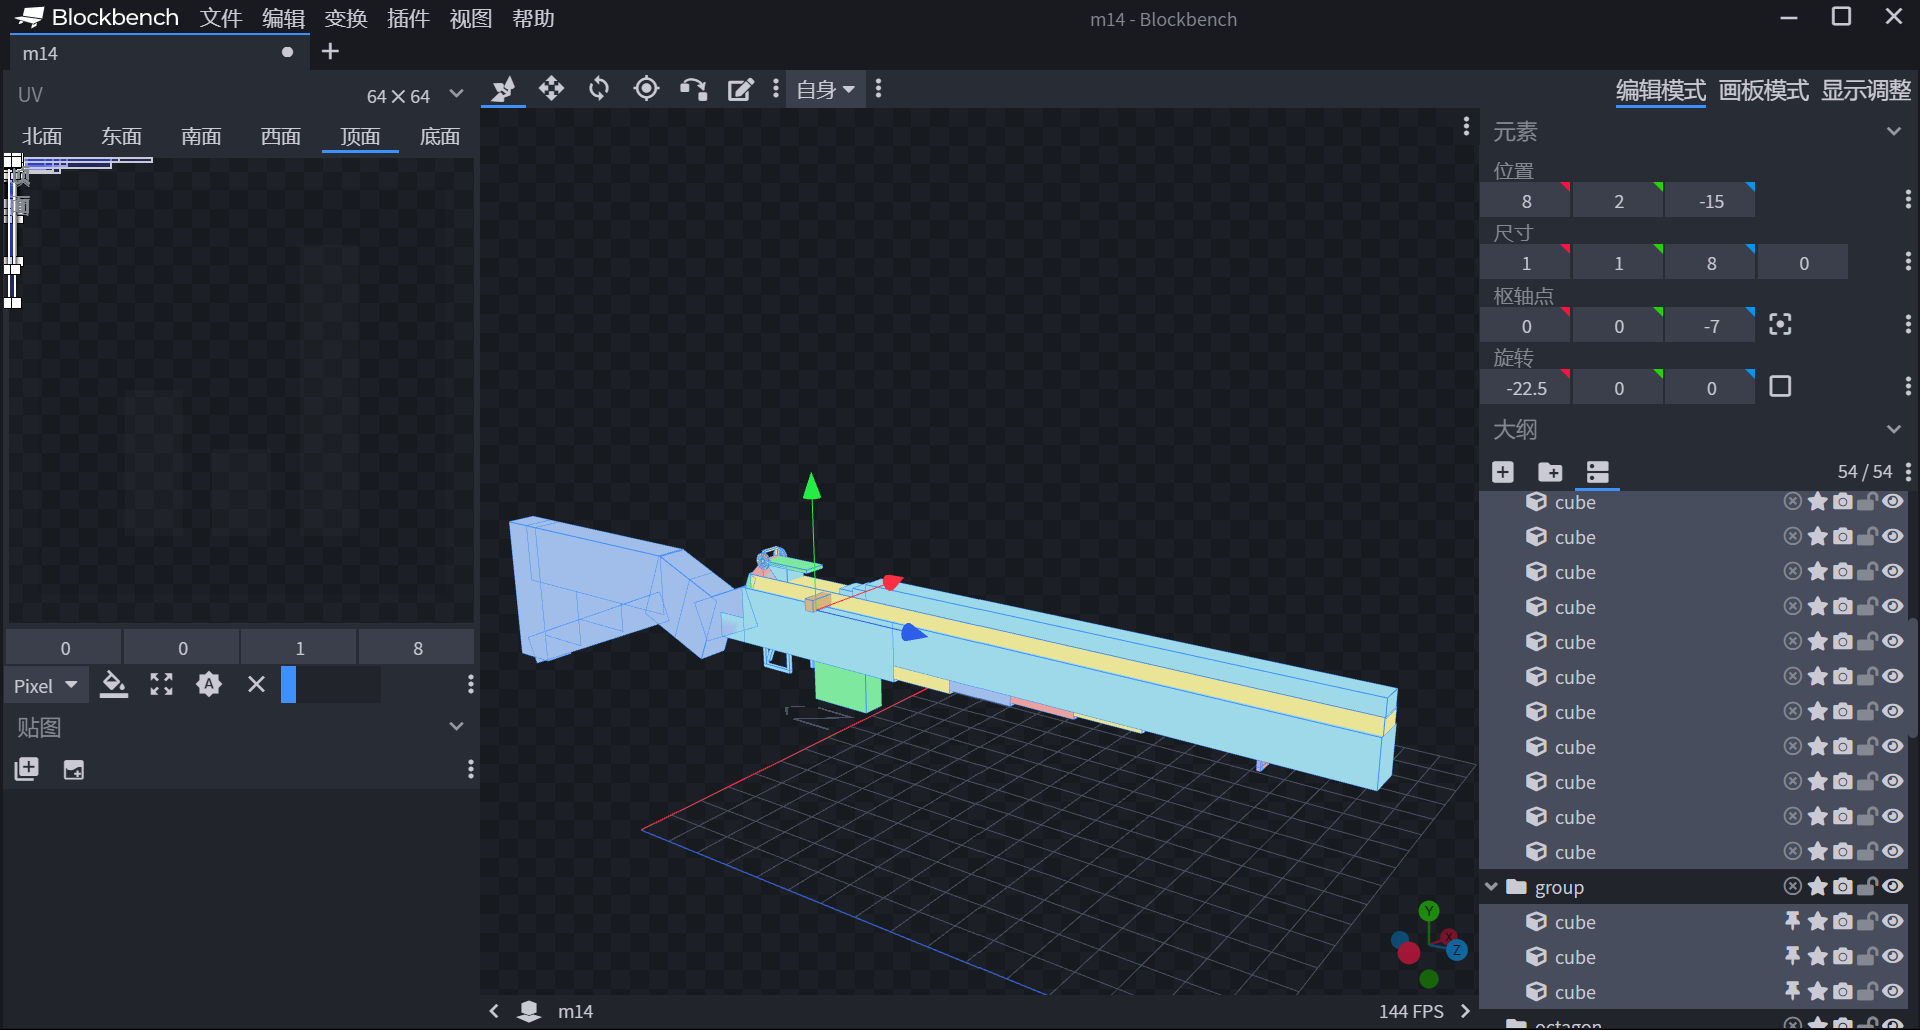 Blockbench 文件 编辑 变换 插件 视图 帮助
m14 - Blockbench
m14
UV
64 × 64
北面 东面 南面 西面 顶面 底面
顶面
0 0 1 8
Pixel
贴图
自身
编辑模式 画板模式 显示调整
元素
位置
8 2 -15
尺寸
1 1 8 0
枢轴点
0 0 -7
旋转
-22.5 0 0
大纲
54 / 54
cube
cube
cube
cube
cube
cube
cube
cube
cube
cube
cube
group
cube
cube
cube
octagon
Y
X
Z
m14
144 FPS